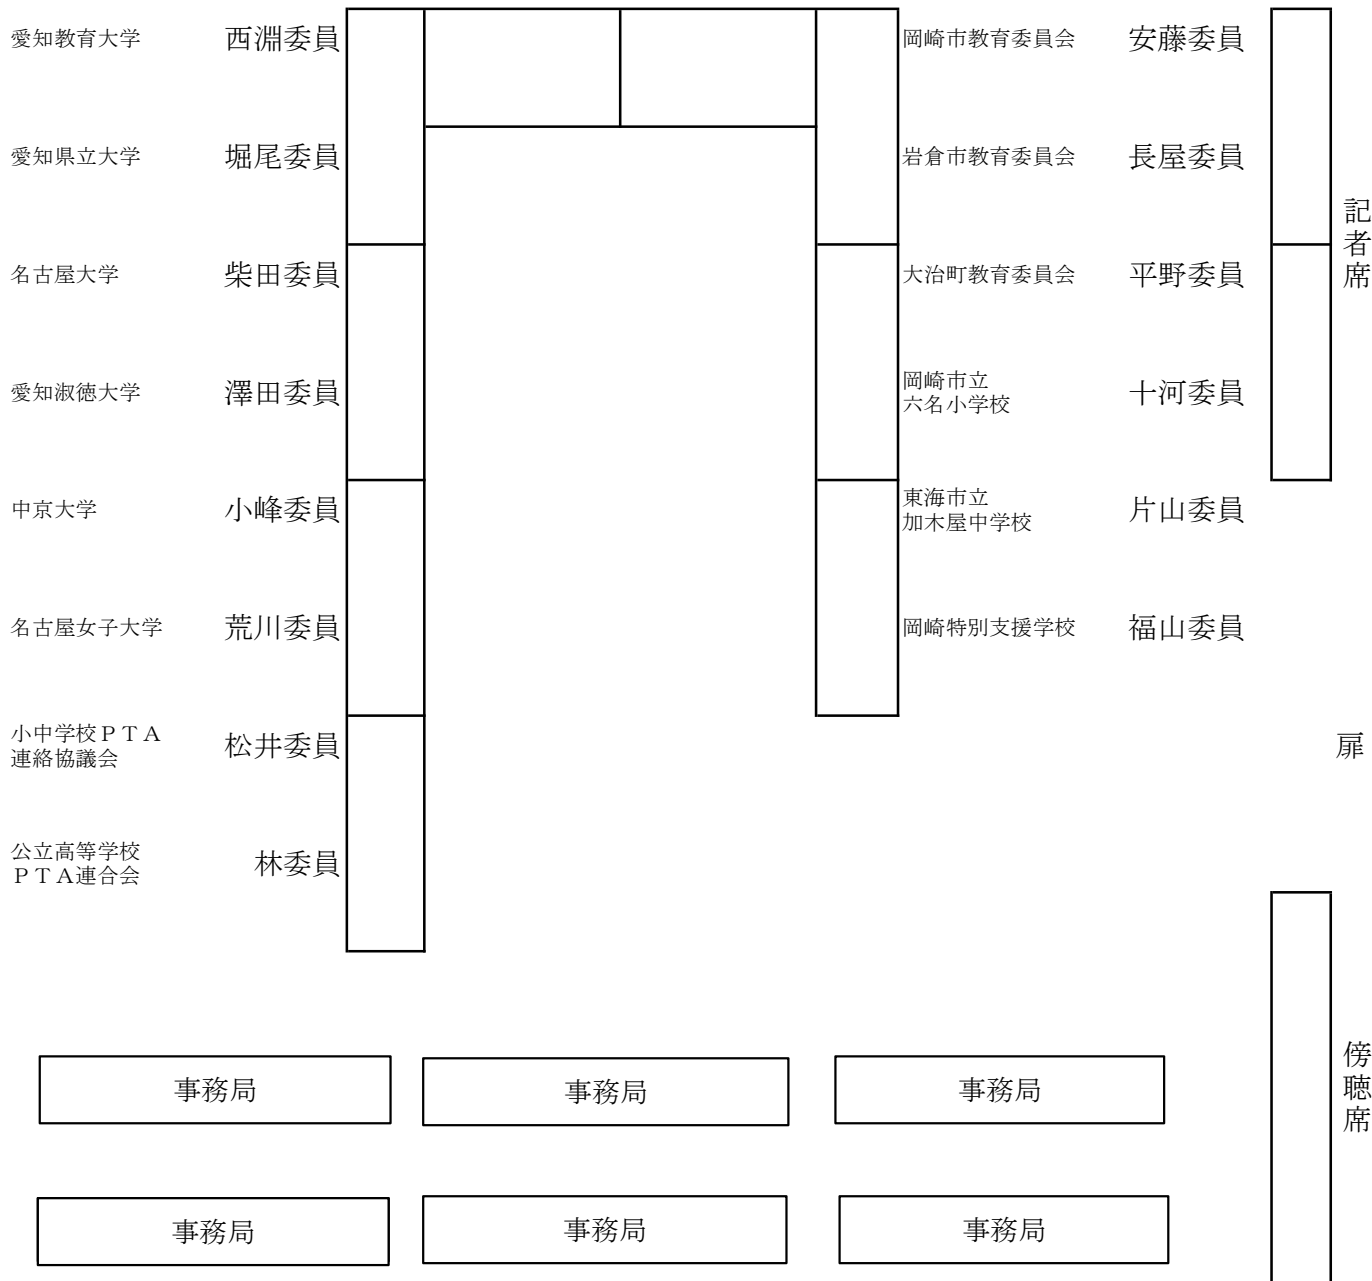 愛知教育大学 西淵委員
岡崎市教育委員会 安藤委員
愛知県立大学 堀尾委員
岩倉市教育委員会 長屋委員
名古屋大学 柴田委員
大治町教育委員会 平野委員
愛知淑徳大学 澤田委員
岡崎市立
六名小学校 十河委員
中京大学 小峰委員
東海市立
加木屋中学校 片山委員
名古屋女子大学 荒川委員
岡崎特別支援学校 福山委員
小中学校ＰＴＡ
連絡協議会 松井委員
公立高等学校
ＰＴＡ連合会 林委員
記者席
扉
傍聴席
事務局 事務局 事務局
事務局 事務局 事務局